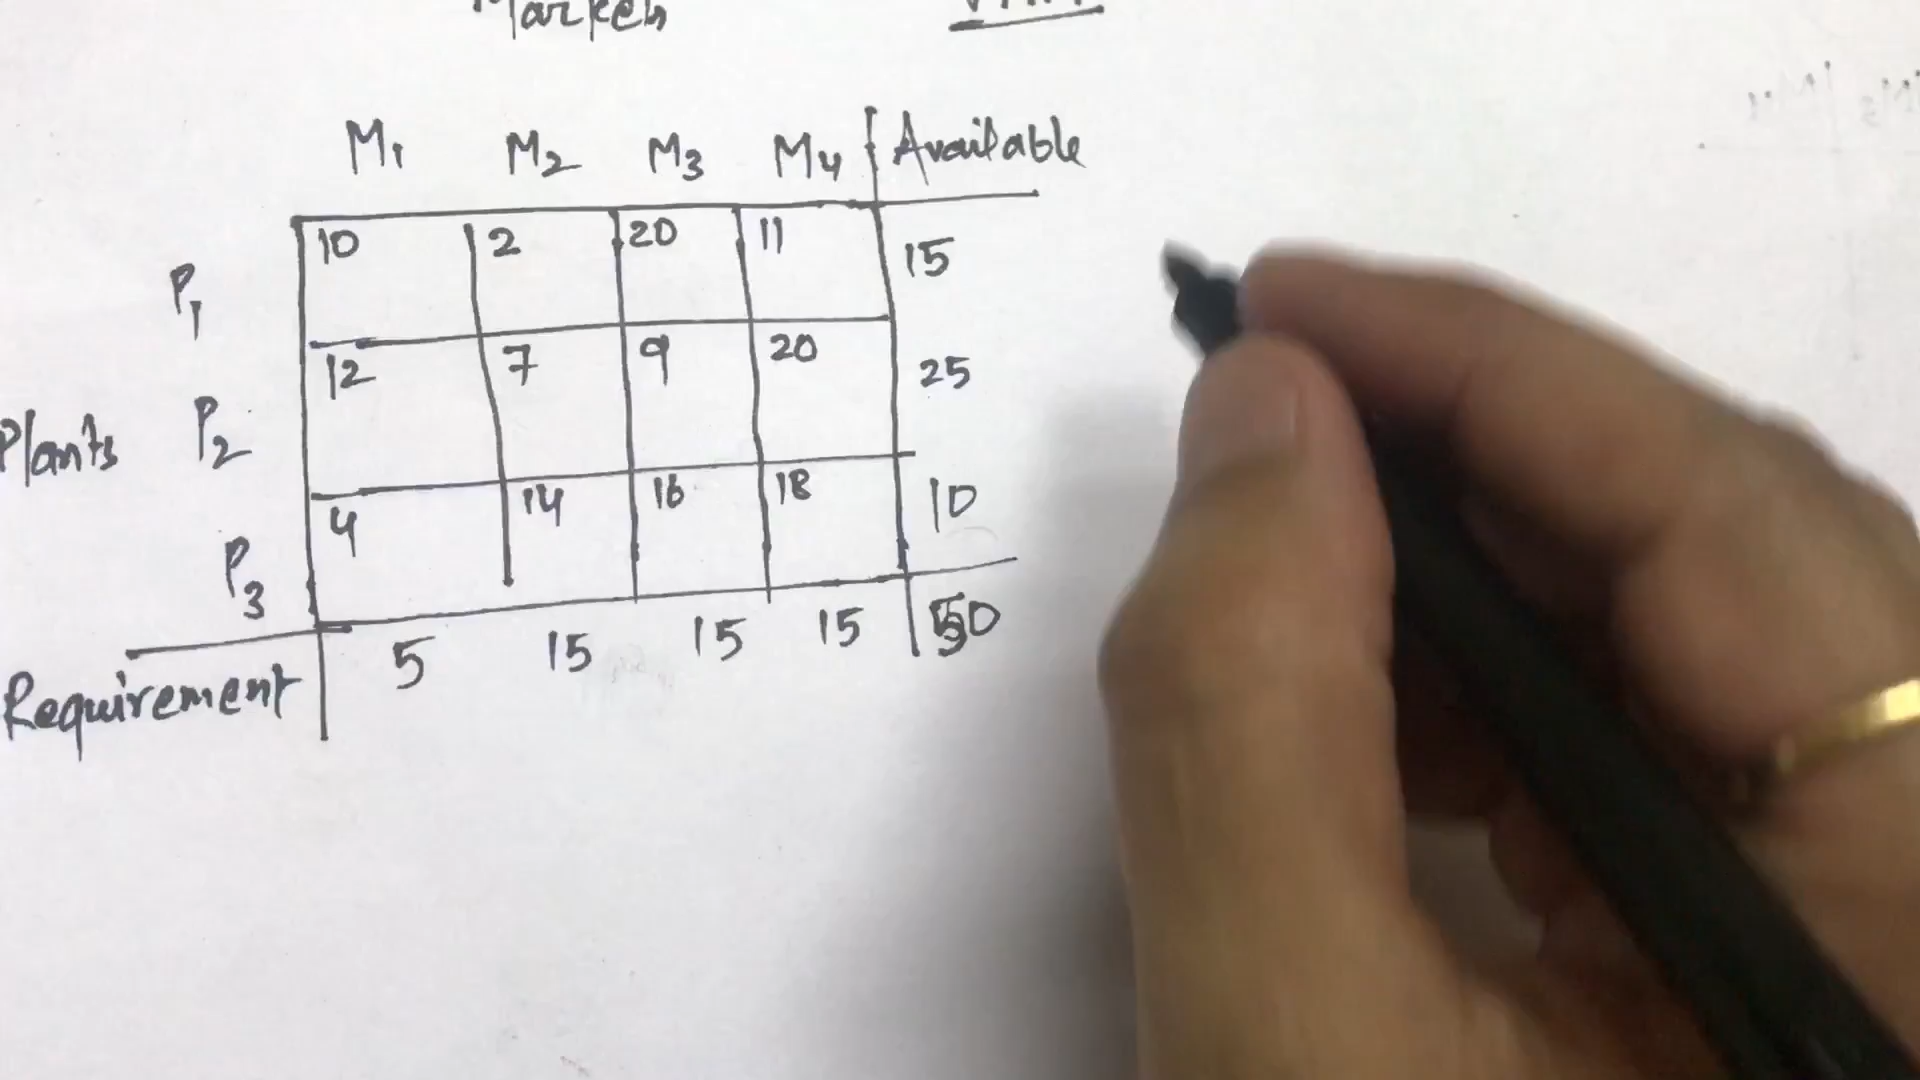 Markets
M1 M2 M3 M4 Available
P1 10 2 20 11 15
12 7 9 20 25
Plants P2
4 14 16 18 10
P3
5 15 15 15 50
Requirement